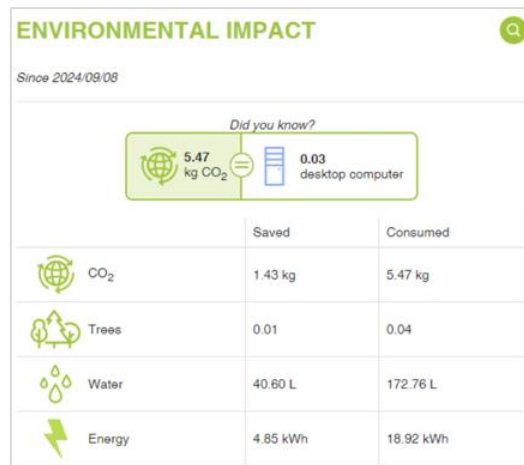 ENVIRONMENTAL IMPACT
Since 2024/09/08
Did you know?
5.47
kg CO₂
0.03
desktop computer
Saved Consumed
CO₂ 1.43 kg 5.47 kg
Trees 0.01 0.04
Water 40.60 L 172.76 L
Energy 4.85 kWh 18.92 kWh